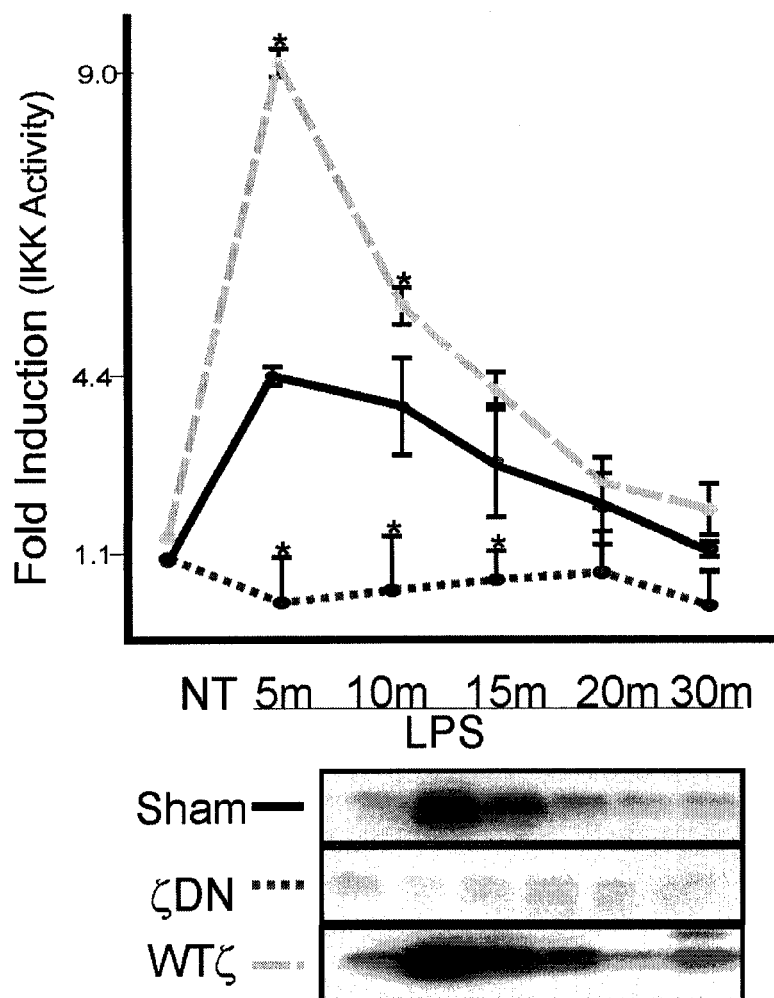 Fold Induction (IKK Activity)
*
9.0
*
4.4
* * *
1.1
NT 5m 10m 15m 20m 30m
LPS
Sham
ζDN
WTζ